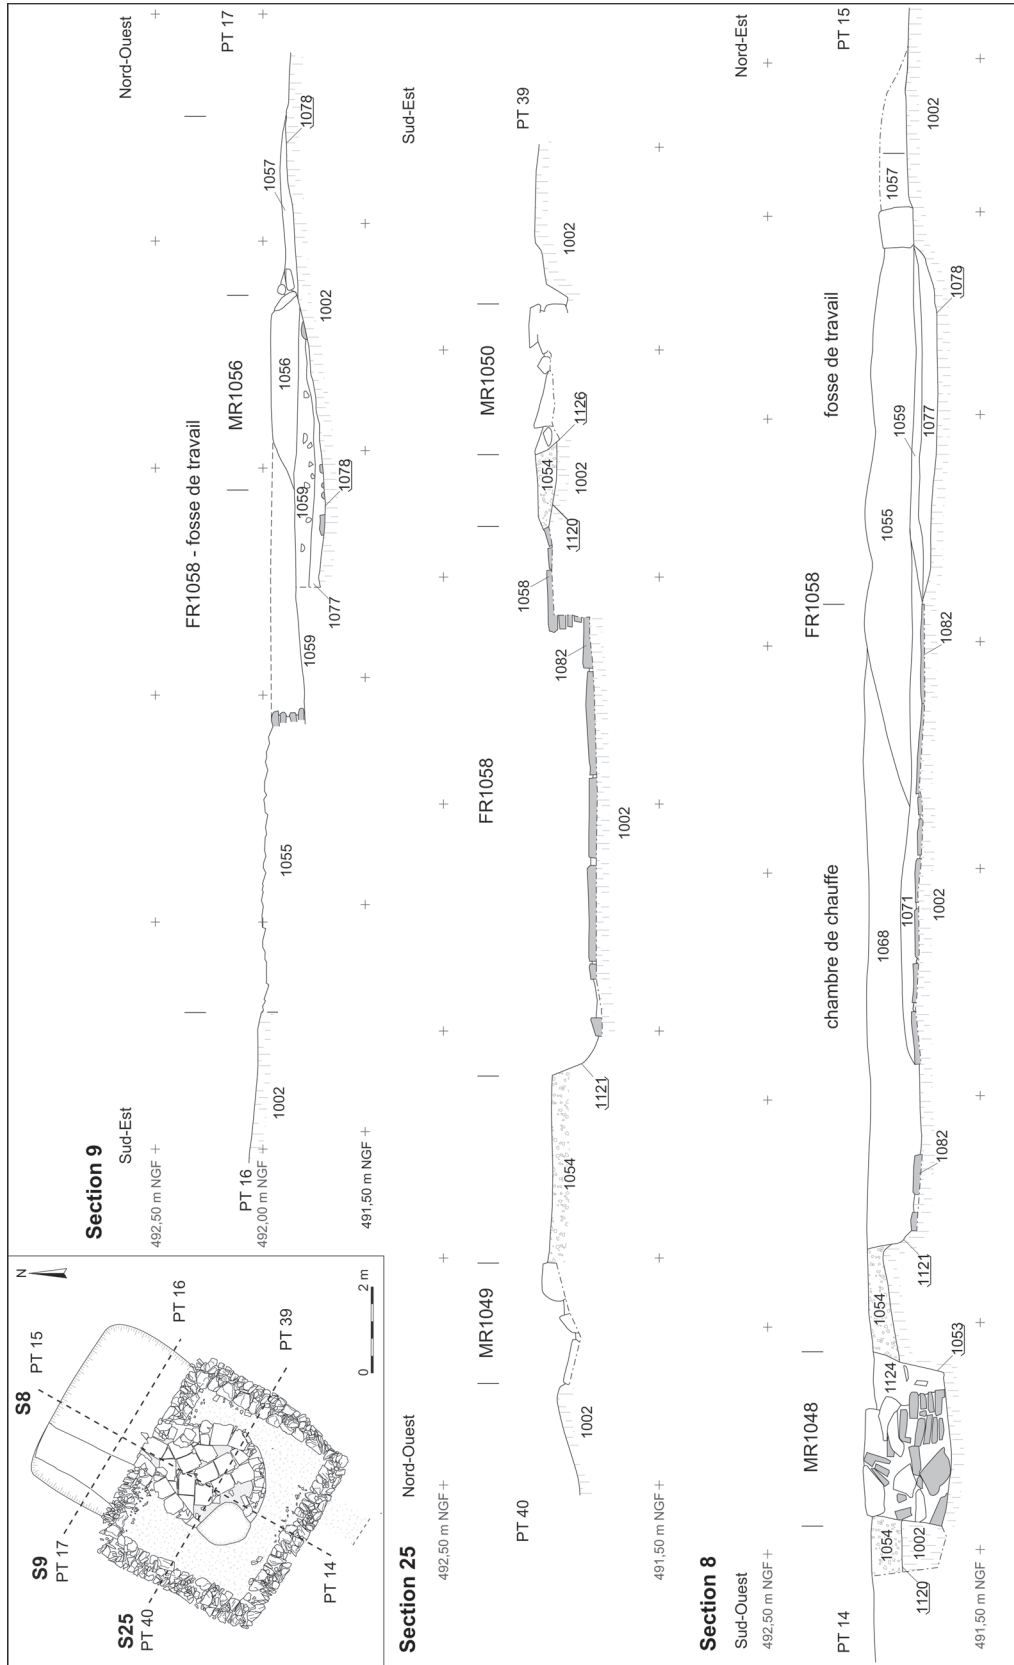 N
0 2 m
S8
PT 15
S9
PT 17
PT 16
S25
PT 40
PT 39
PT 14
Section 9
Sud-Est
Nord-Ouest
492,50 m NGF
PT 16
492,00 m NGF
PT 17
491,50 m NGF
FR1058 - fosse de travail
MR1056
1002
1055
1059
1077
1059
1078
1056
1002
1057
1078
Section 25
Nord-Ouest
Sud-Est
492,50 m NGF
PT 40
PT 39
491,50 m NGF
MR1049
FR1058
MR1050
1002
1054
1121
1002
1082
1058
1120
1054
1002
1126
1002
Section 8
Sud-Ouest
Nord-Est
492,50 m NGF
PT 14
PT 15
491,50 m NGF
MR1048
FR1058
chambre de chauffe
fosse de travail
1054
1120
1002
1124
1053
1054
1121
1082
1068
1071
1002
1082
1055
1059
1077
1078
1057
1002